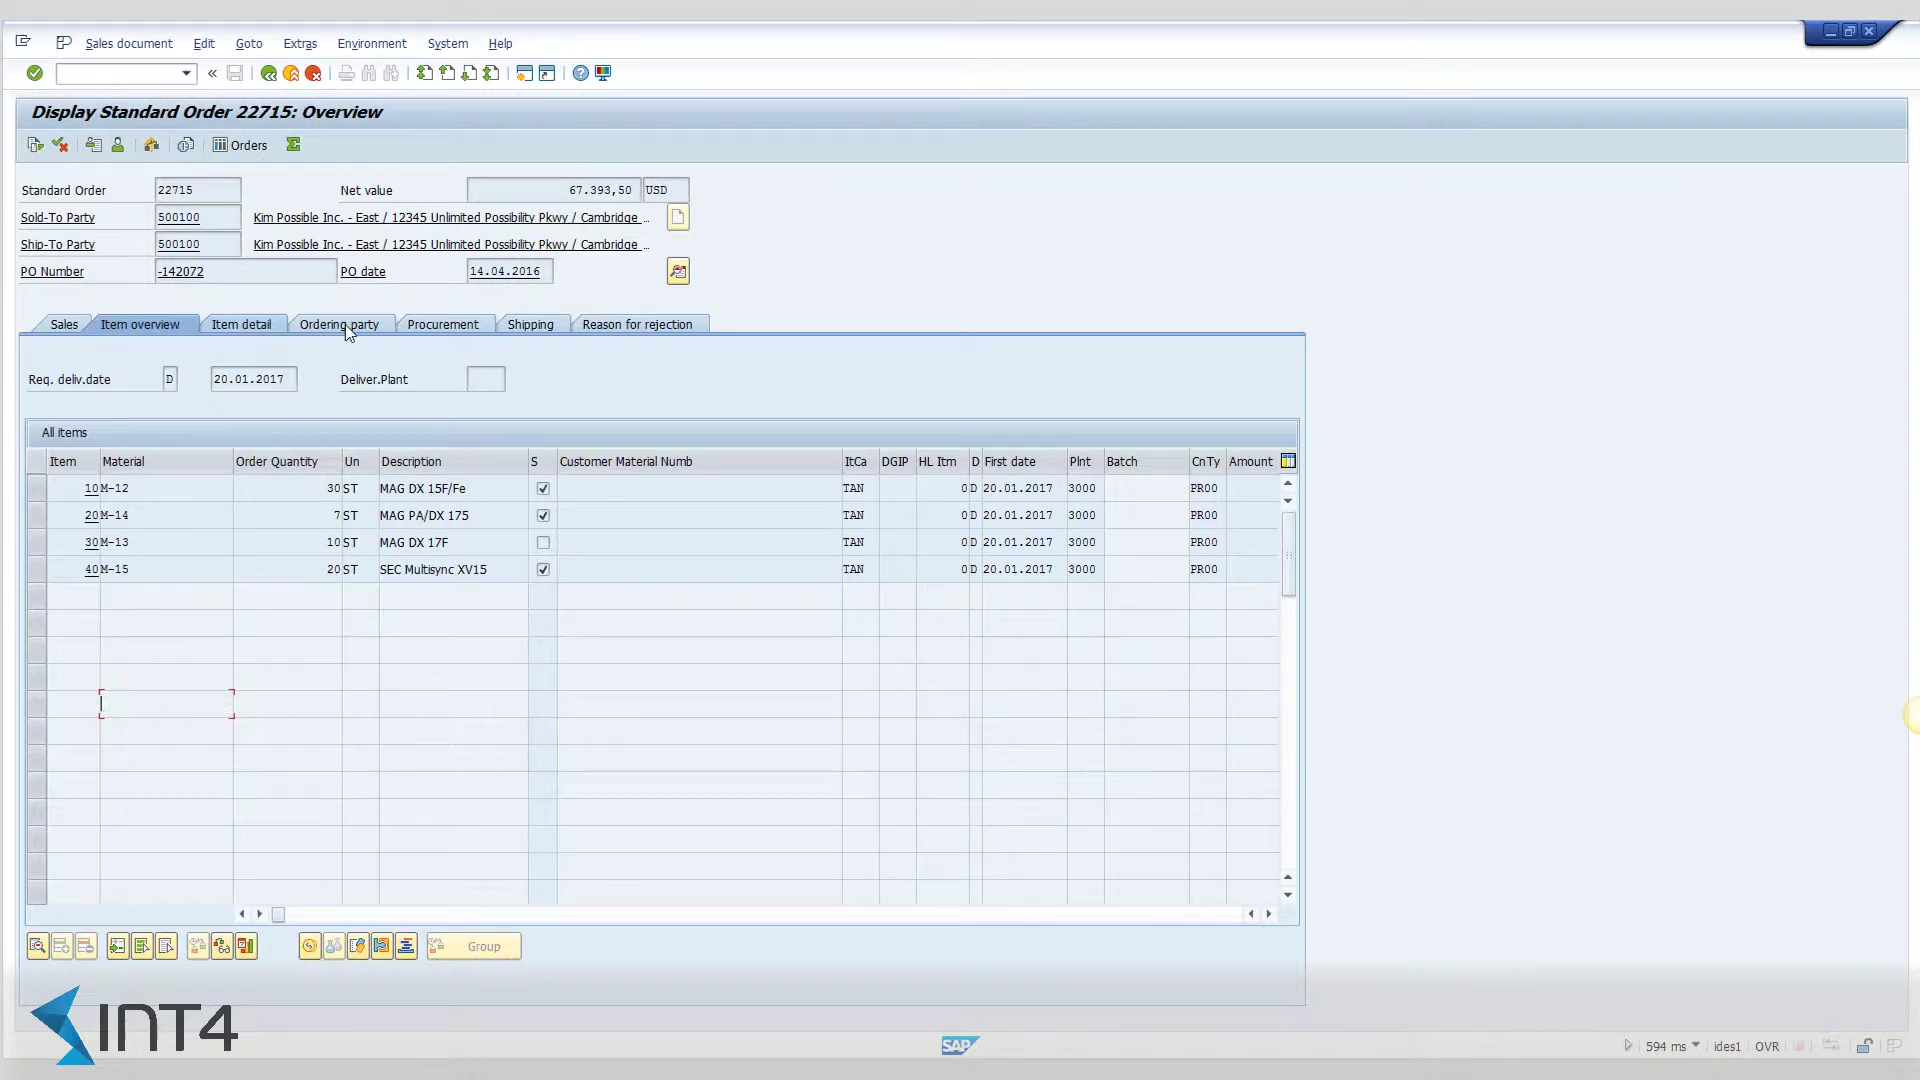 Sales document Edit Goto Extras Environment System Help
Display Standard Order 22715: Overview
Orders
Standard Order 22715 Net value 67.393,50 USD
Sold-To Party 500100 Kim Possible Inc. - East / 12345 Unlimited Possibility Pkwy / Cambridge ...
Ship-To Party 500100 Kim Possible Inc. - East / 12345 Unlimited Possibility Pkwy / Cambridge ...
PO Number -142072 PO date 14.04.2016
Sales Item overview Item detail Ordering party Procurement Shipping Reason for rejection
Req. deliv.date D 20.01.2017 Deliver.Plant
All items
Item Material Order Quantity Un Description S Customer Material Numb ItCa DGIP HL Itm D First date Plnt Batch CnTy Amount
10 M-12 30 ST MAG DX 15F/Fe TAN 0 D 20.01.2017 3000 PR00
20 M-14 7 ST MAG PA/DX 175 TAN 0 D 20.01.2017 3000 PR00
30 M-13 10 ST MAG DX 17F TAN 0 D 20.01.2017 3000 PR00
40 M-15 20 ST SEC Multisync XV15 TAN 0 D 20.01.2017 3000 PR00
Group
INT4
SAP
594 ms ides1 OVR